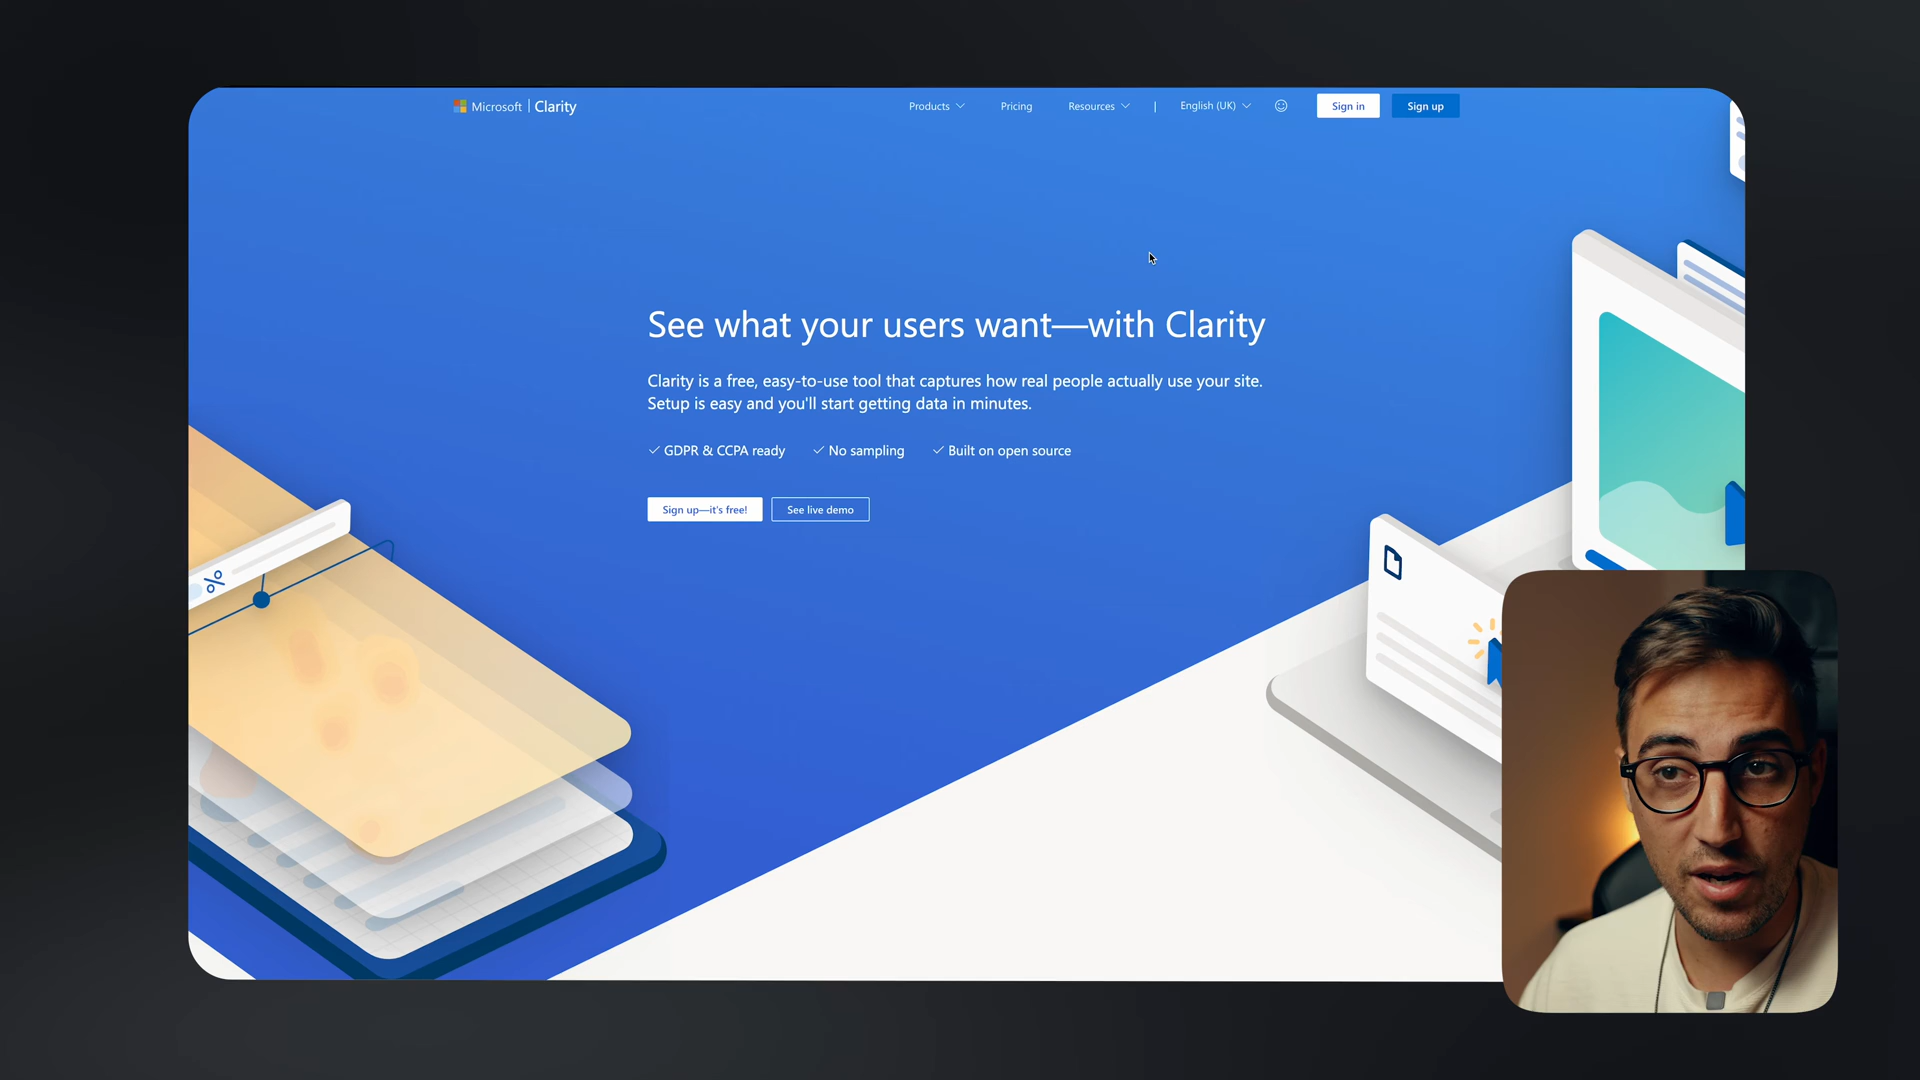 Microsoft | Clarity
Products
Pricing
Resources
|
English (UK)
Sign in
Sign up
See what your users want—with Clarity
Clarity is a free, easy-to-use tool that captures how real people actually use your site.
Setup is easy and you'll start getting data in minutes.
GDPR & CCPA ready
No sampling
Built on open source
Sign up—it's free!
See live demo
%